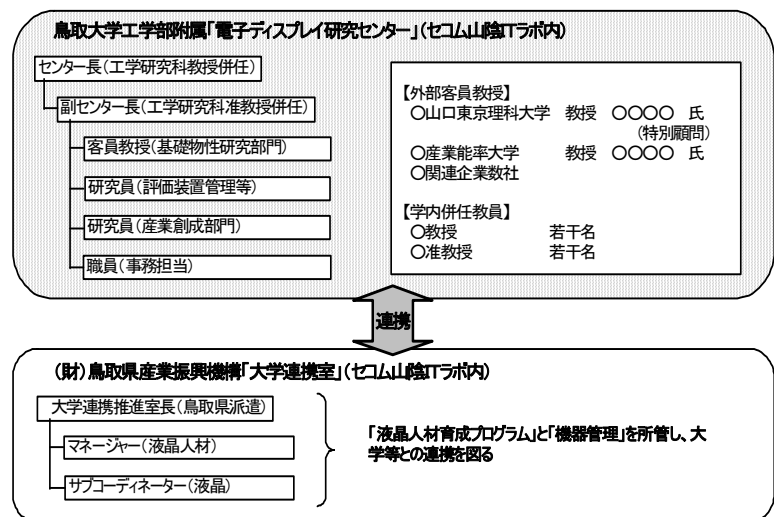 鳥取大学工学部附属「電子ディスプレイ研究センター」(セコム山陰ITラボ内)
センター長(工学研究科教授併任)
副センター長(工学研究科准教授併任)
客員教授(基礎物性研究部門)
研究員(評価装置管理等)
研究員(産業創成部門)
職員(事務担当)
【外部客員教授】
○山口東京理科大学 教授 ○○○○ 氏
(特別顧問)
○産業能率大学 教授 ○○○○ 氏
○関連企業数社
【学内併任教員】
○教授 若干名
○准教授 若干名
連携
(財)鳥取県産業振興機構「大学連携室」(セコム山陰ITラボ内)
大学連携推進室長(鳥取県派遣)
マネージャー(液晶人材)
サブコーディネーター(液晶)
「液晶人材育成プログラム」と「機器管理」を所管し、大
学等との連携を図る